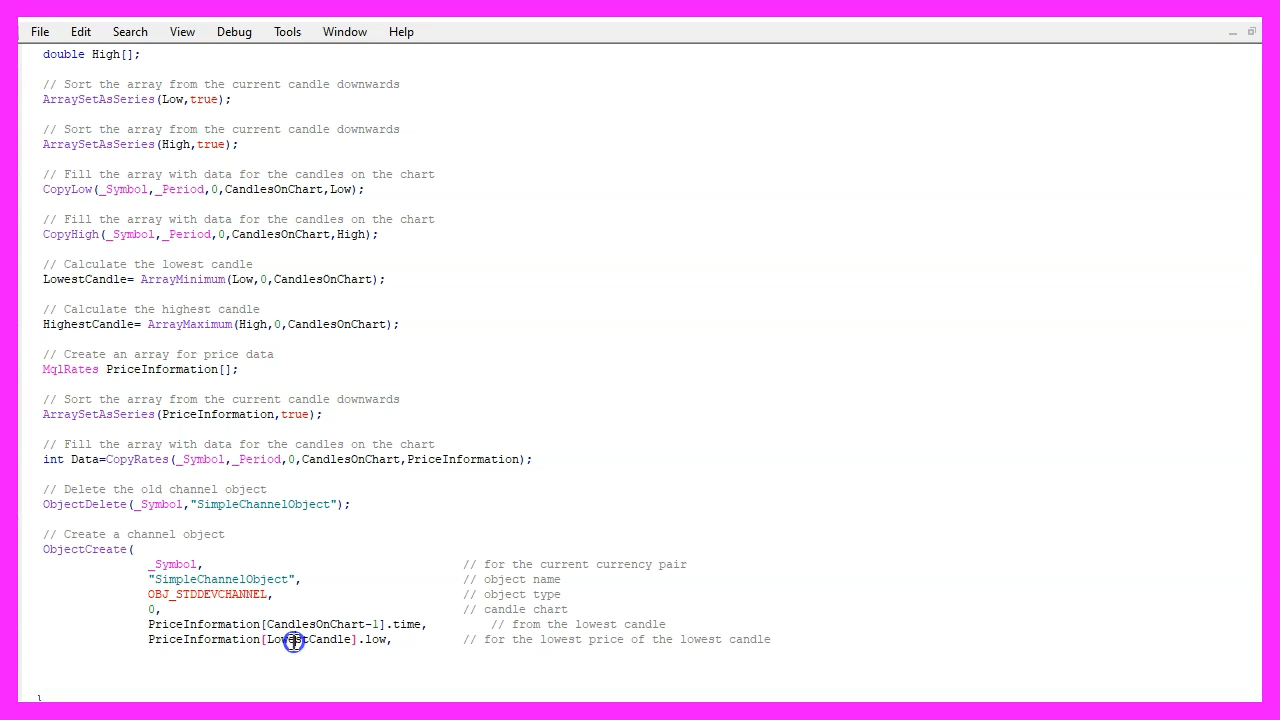 File Edit Search View Debug Tools Window Help
double High[];
// Sort the array from the current candle downwards
ArraySetAsSeries(Low,true);
// Sort the array from the current candle downwards
ArraySetAsSeries(High,true);
// Fill the array with data for the candles on the chart
CopyLow(_Symbol,_Period,0,CandlesOnChart,Low);
// Fill the array with data for the candles on the chart
CopyHigh(_Symbol,_Period,0,CandlesOnChart,High);
// Calculate the lowest candle
LowestCandle= ArrayMinimum(Low,0,CandlesOnChart);
// Calculate the highest candle
HighestCandle= ArrayMaximum(High,0,CandlesOnChart);
// Create an array for price data
MqlRates PriceInformation[];
// Sort the array from the current candle downwards
ArraySetAsSeries(PriceInformation,true);
// Fill the array with data for the candles on the chart
int Data=CopyRates(_Symbol,_Period,0,CandlesOnChart,PriceInformation);
// Delete the old channel object
ObjectDelete(_Symbol,"SimpleChannelObject");
// Create a channel object
ObjectCreate(
_Symbol, // for the current currency pair
"SimpleChannelObject", // object name
OBJ_STDDEVCHANNEL, // object type
0, // candle chart
PriceInformation[CandlesOnChart-1].time, // from the lowest candle
PriceInformation[LowestCandle].low, // for the lowest price of the lowest candle
}